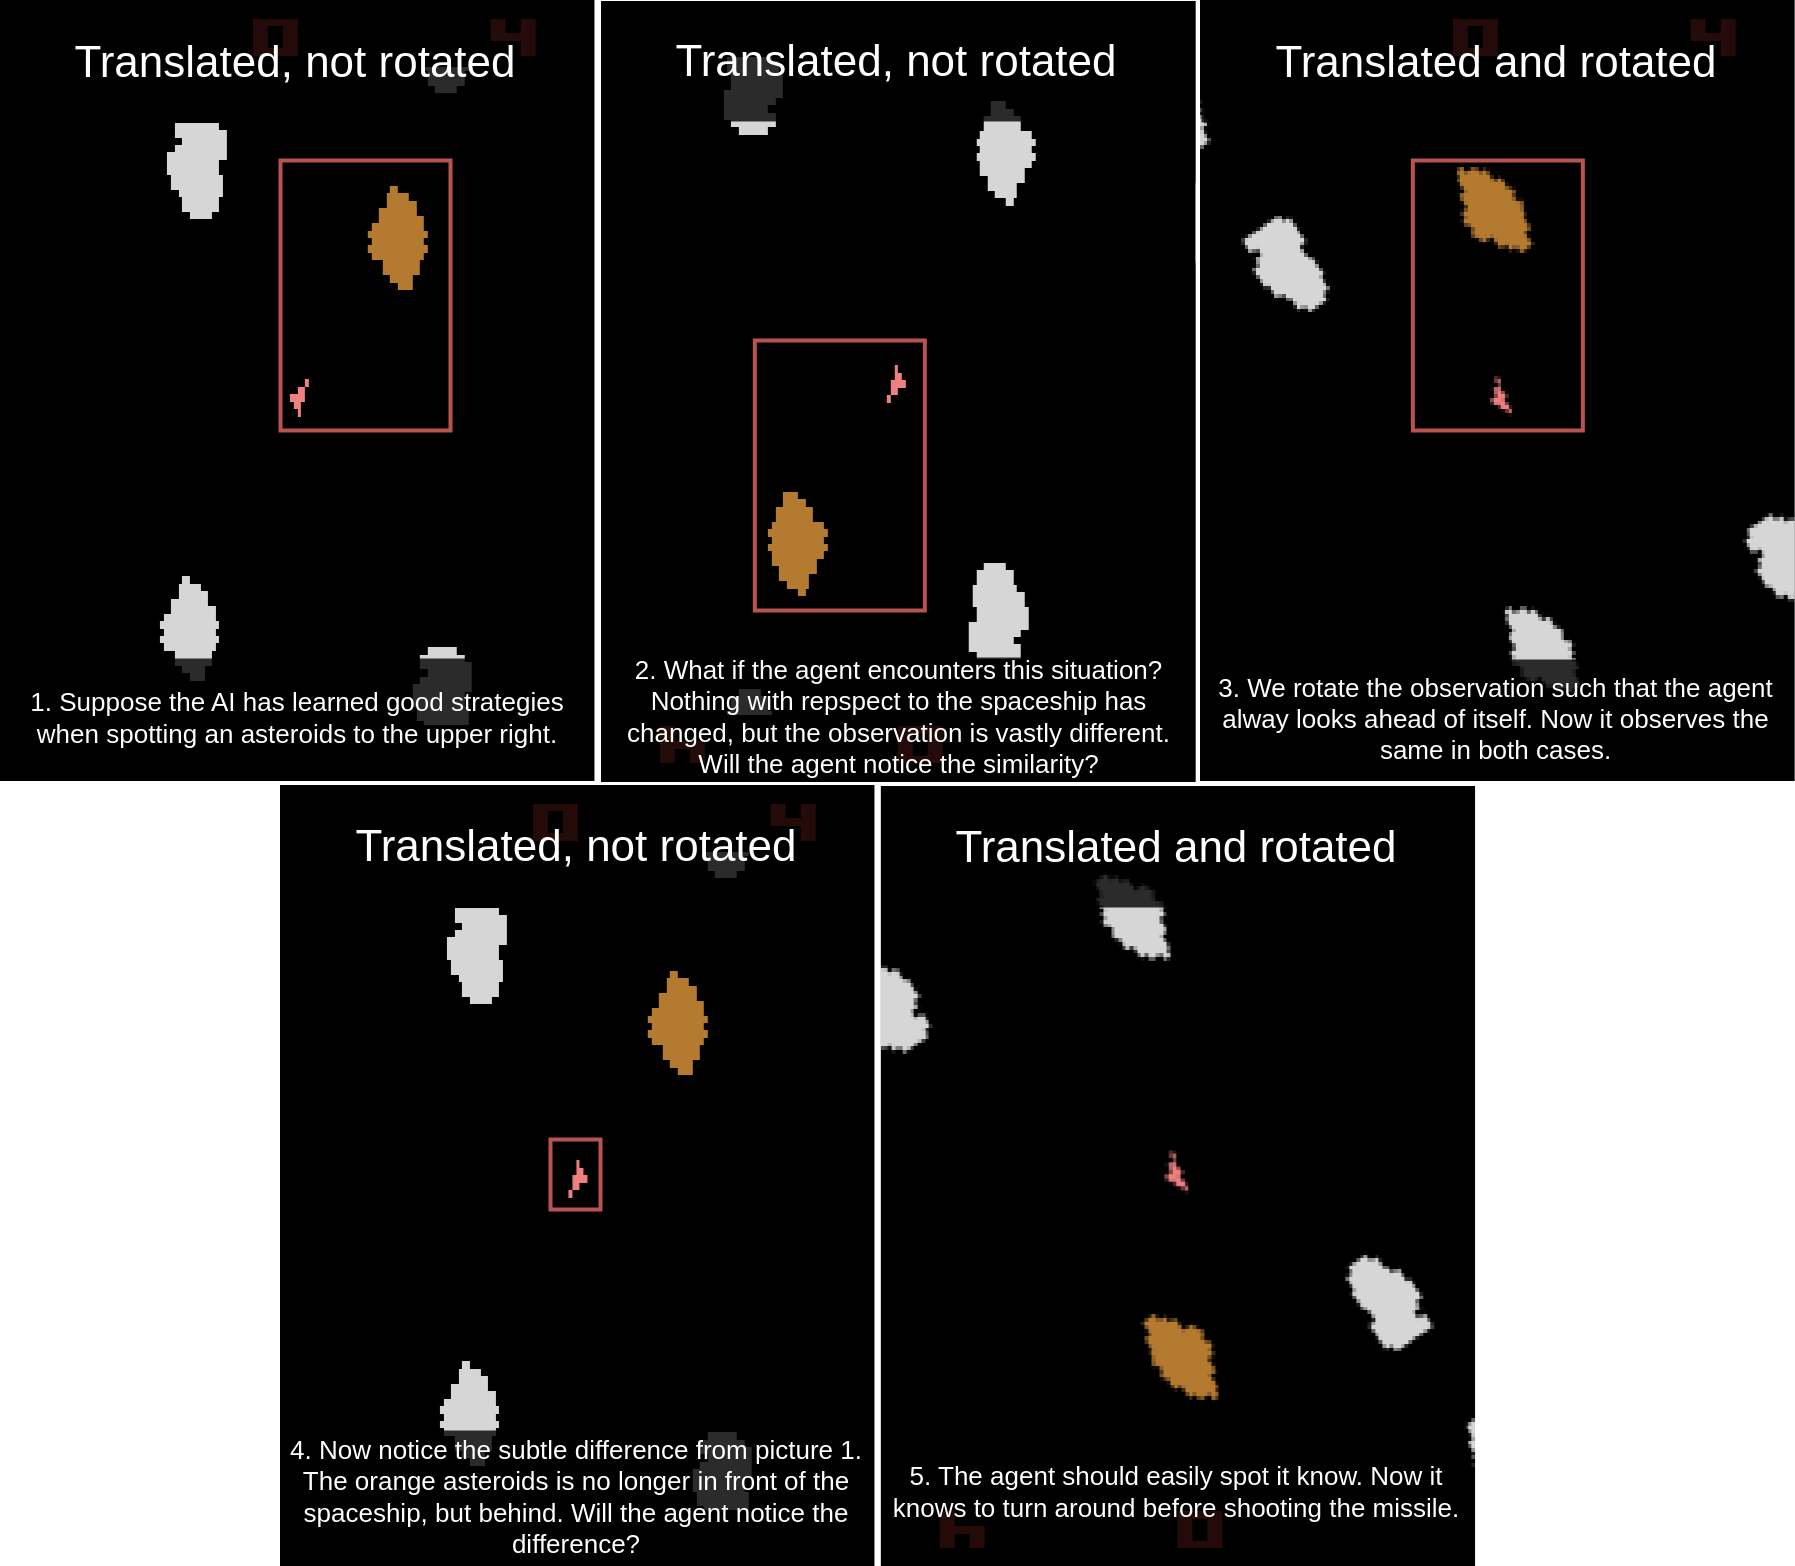 0 4
Translated, not rotated
1. Suppose the AI has learned good strategies
when spotting an asteroids to the upper right.
Translated, not rotated
2. What if the agent encounters this situation?
Nothing with repspect to the spaceship has
changed, but the observation is vastly different.
Will the agent notice the similarity?
0 4
Translated and rotated
3. We rotate the observation such that the agent
alway looks ahead of itself. Now it observes the
same in both cases.
0 4
Translated, not rotated
4. Now notice the subtle difference from picture 1.
The orange asteroids is no longer in front of the
spaceship, but behind. Will the agent notice the
difference?
Translated and rotated
5. The agent should easily spot it know. Now it
knows to turn around before shooting the missile.